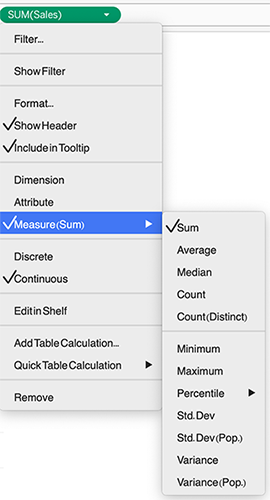 SUM(Sales)
Filter...
Show Filter
Format...
Show Header
Include in Tooltip
Dimension
Attribute
Measure (Sum)
Discrete
Continuous
Edit in Shelf
Add Table Calculation...
Quick Table Calculation
Remove
Sum
Average
Median
Count
Count (Distinct)
Minimum
Maximum
Percentile
Std. Dev
Std. Dev (Pop.)
Variance
Variance (Pop.)